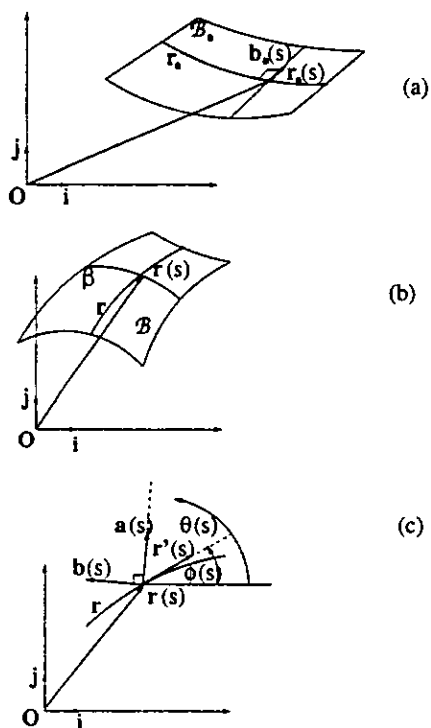 ℬₒ
bₒ(s)
rₒ
rₒ(s)
(a)
j
O
i
β
r(s)
(b)
r
ℬ
j
O
i
a(s)
θ(s)
(c)
r'(s)
b(s)
ϕ(s)
r
r(s)
j
O
i